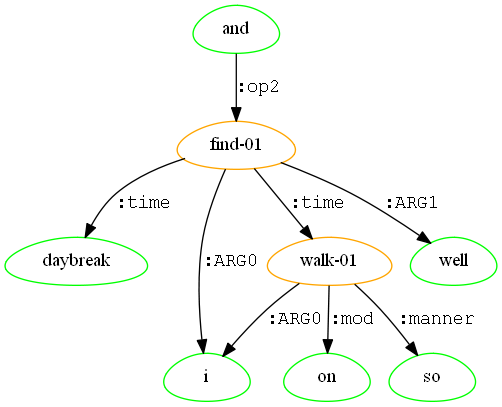 and
:op2
find-01
:time :time :ARG1
daybreak :ARG0 walk-01 well
:ARG0 :mod :manner
i on so